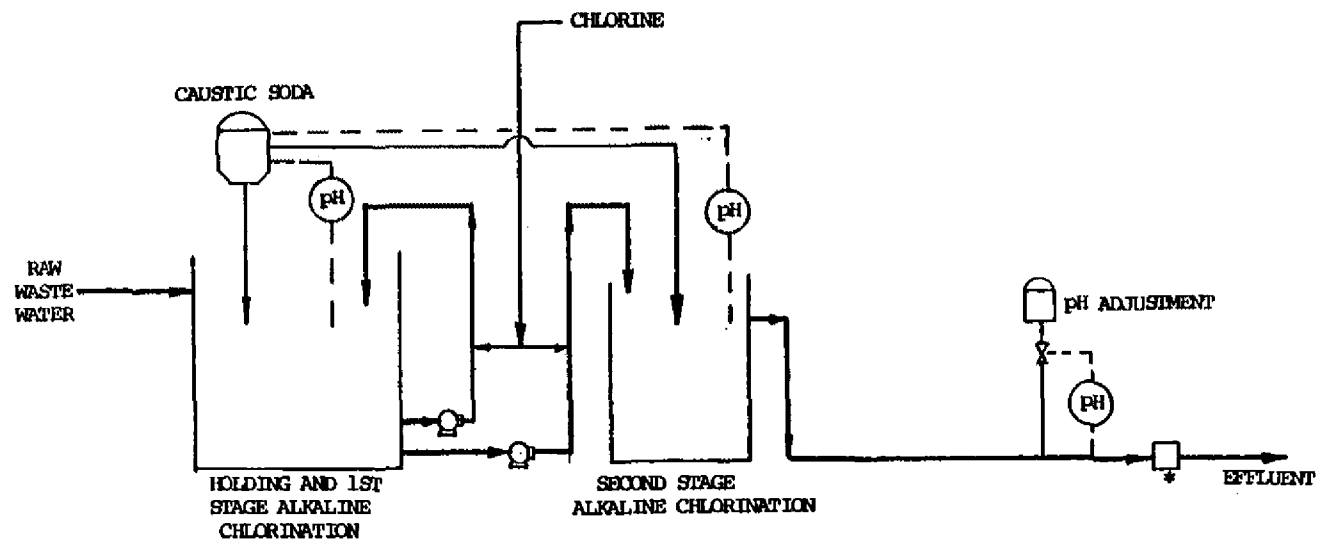 CHLORINE
CAUSTIC SODA
pH
pH
RAW
WASTE
WATER
pH ADJUSTMENT
pH
HOLDING AND 1ST
STAGE ALKALINE
CHLORINATION
SECOND STAGE
ALKALINE CHLORINATION
*
EFFLUENT